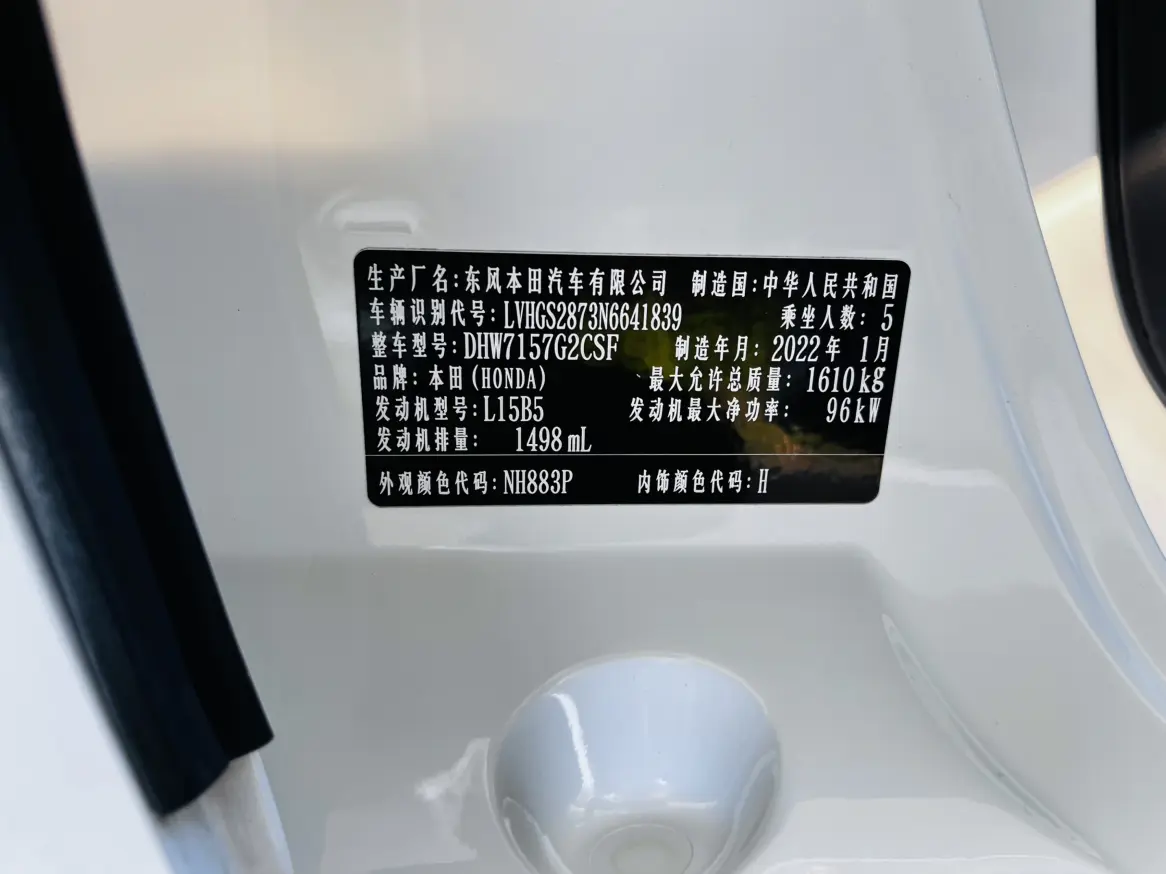 生产厂名:东风本田汽车有限公司 制造国:中华人民共和国
车辆识别代号:LVHGS2873N6641839 乘坐人数:5
整车型号:DHW7157G2CSF 制造年月:2022年 1月
品牌:本田(HONDA) 最大允许总质量:1610kg
发动机型号:L15B5 发动机最大净功率: 96kW
发动机排量: 1498mL
外观颜色代码:NH883P 内饰颜色代码:H